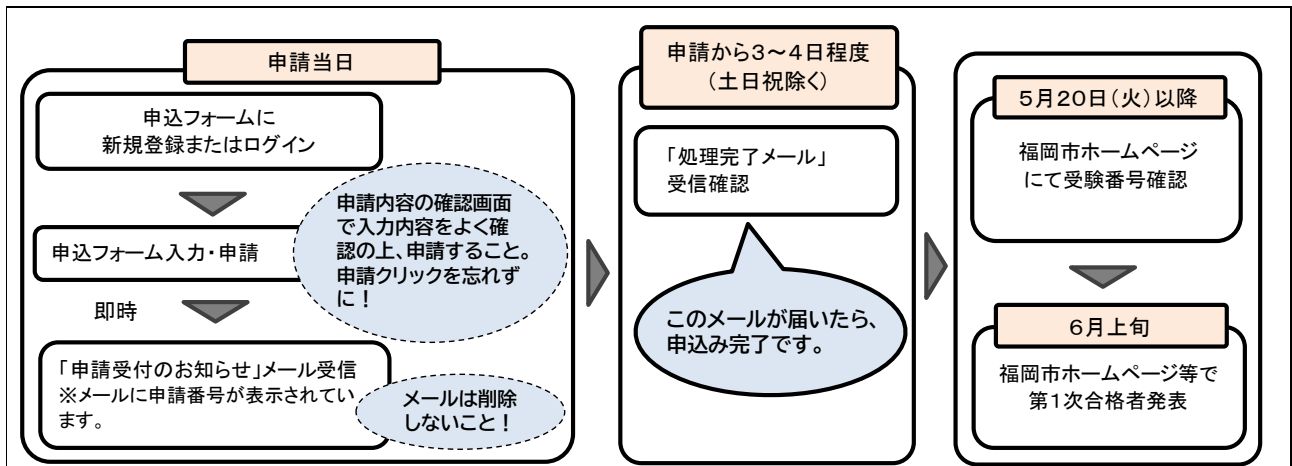 申請当日
申込フォームに
新規登録またはログイン
申込フォーム入力・申請
申請内容の確認画面
で入力内容をよく確
認の上、申請すること。
申請クリックを忘れず
に！
即時
「申請受付のお知らせ」メール受信
※メールに申請番号が表示されてい
ます。
メールは削除
しないこと！
申請から３～４日程度
（土日祝除く）
「処理完了メール」
受信確認
このメールが届いたら、
申込み完了です。
５月２０日（火）以降
福岡市ホームページ
にて受験番号確認
６月上旬
福岡市ホームページ等で
第１次合格者発表